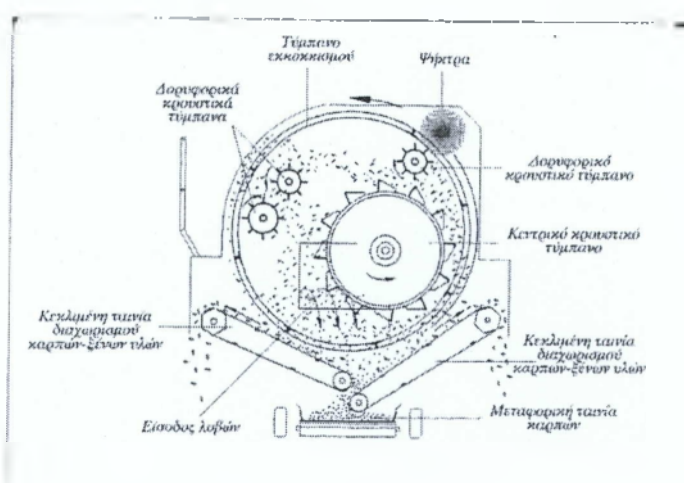 Τύμπανο
εκκοκκισμού
Ψήκτρα
Δορυφορικά
κρουστικά
τύμπανα
Δορυφορικό
κρουστικό τύμπανο
Κεντρικό κρουστικό
τύμπανο
Κεκλιμένη ταινία
διαχωρισμού
καρπών-ξένων υλών
Κεκλιμένη ταινία
διαχωρισμού
καρπών-ξένων υλών
Είσοδος λοβών
Μεταφορική ταινία
καρπών